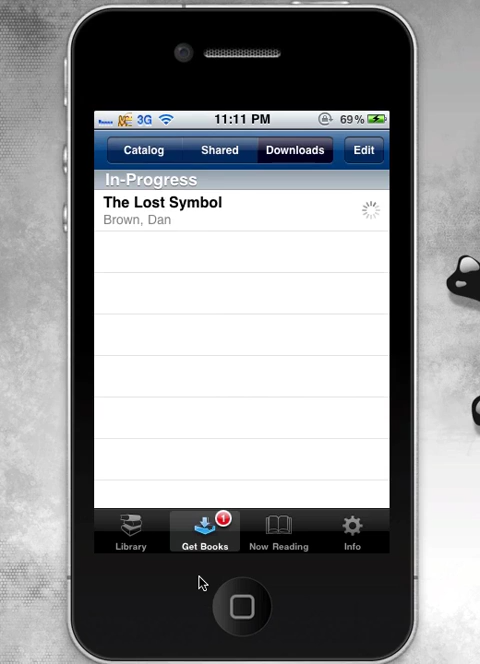 3G 11:11 PM 69%
Catalog Shared Downloads Edit
In-Progress
The Lost Symbol
Brown, Dan
1
Library Get Books Now Reading Info